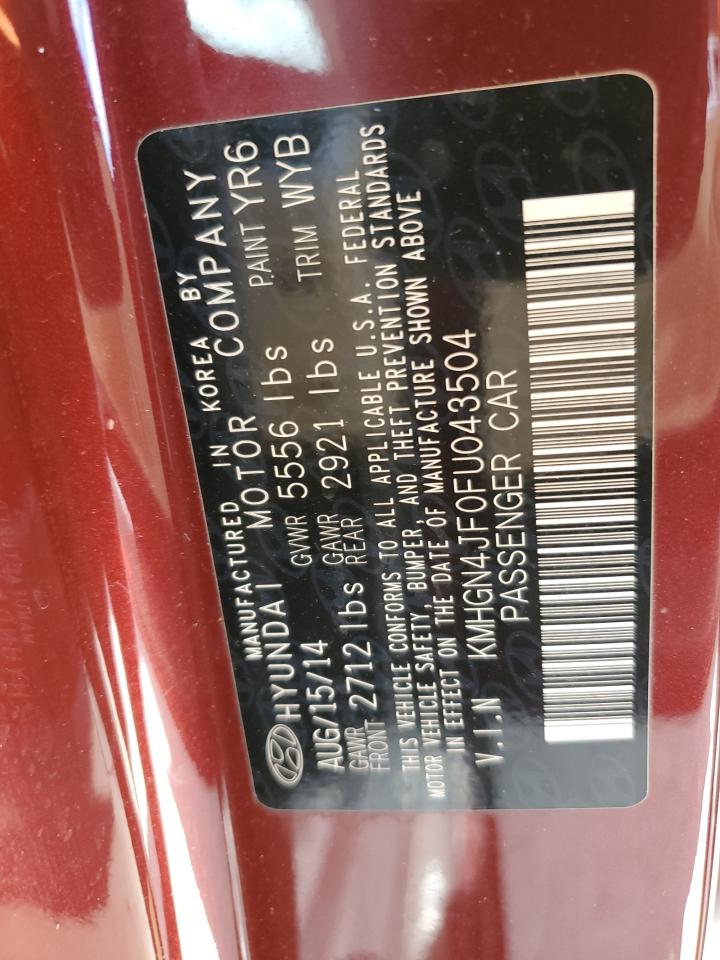 MANUFACTURED IN KOREA BY
HYUNDAI MOTOR COMPANY
AUG/15/14 GVWR 5556 lbs PAINT YR6
GAWR FRONT 2712 lbs GAWR REAR 2921 lbs TRIM WYB
THIS VEHICLE CONFORMS TO ALL APPLICABLE U.S.A. FEDERAL
MOTOR VEHICLE SAFETY, BUMPER, AND THEFT PREVENTION STANDARDS
IN EFFECT ON THE DATE OF MANUFACTURE SHOWN ABOVE
V.I.N KMHGN4JF0FU043504
PASSENGER CAR